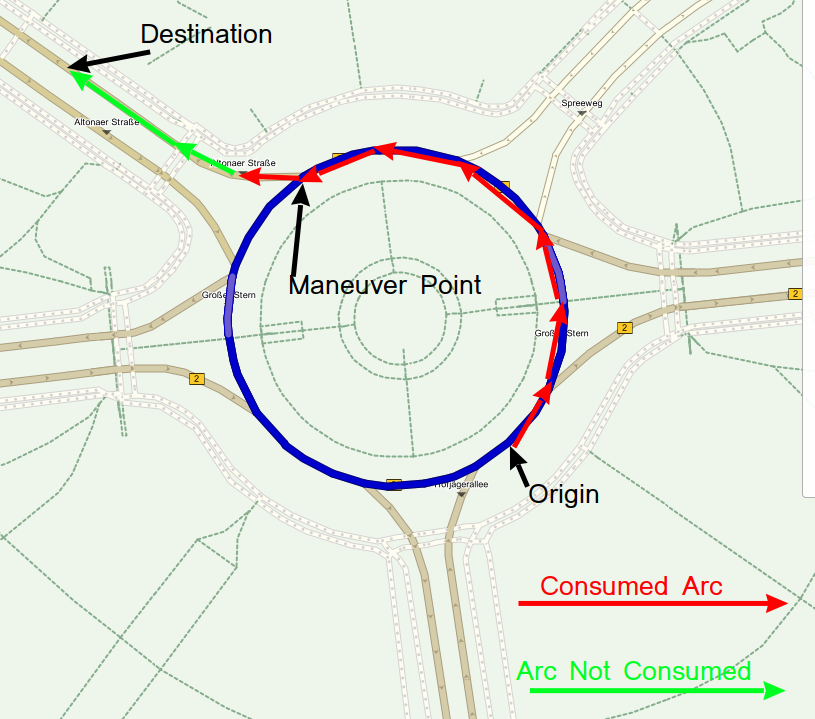 Destination
Spreeweg
Altonaer Straße
Altonaer Straße
Maneuver Point
Großer Stern
2
Großer Stern
2
2
Hofjägerallee
Origin
Consumed Arc
Arc Not Consumed